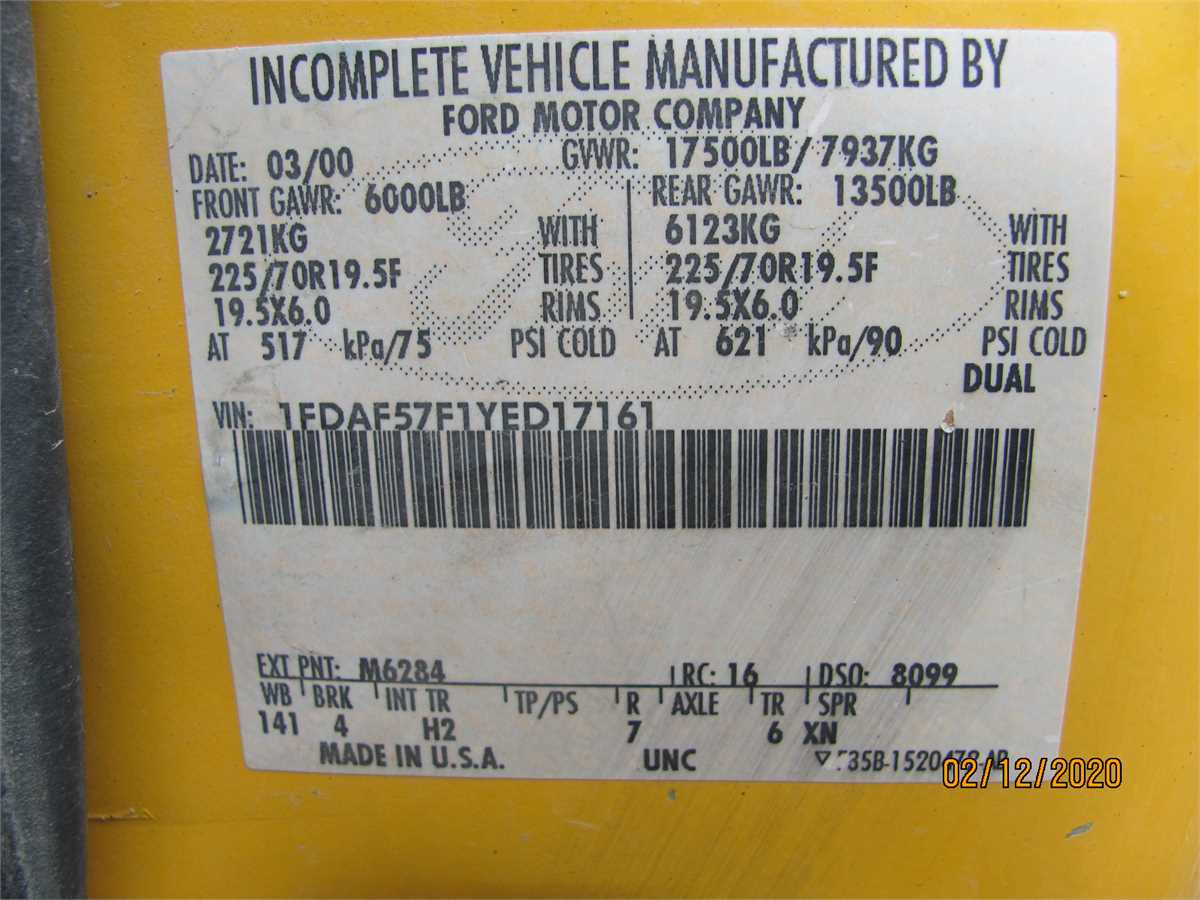 INCOMPLETE VEHICLE MANUFACTURED BY
FORD MOTOR COMPANY
DATE: 03/00 GVWR: 17500LB/7937KG
FRONT GAWR: 6000LB REAR GAWR: 13500LB
2721KG WITH 6123KG WITH
225/70R19.5F TIRES 225/70R19.5F TIRES
19.5X6.0 RIMS 19.5X6.0 RIMS
AT 517 kPa/75 PSI COLD AT 621 kPa/90 PSI COLD
DUAL
VIN: 1FDAF57F1YED17161
EXT PNT: M6284 RC: 16 DSO: 8099
WB BRK INT TR TP/PS R AXLE TR SPR
141 4 H2 7 6 XN
MADE IN U.S.A. UNC
02/12/2020